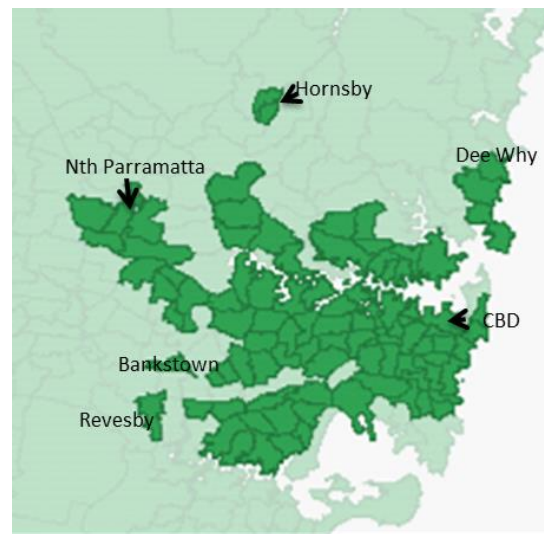 Hornsby
Dee Why
Nth Parramatta
CBD
Bankstown
Revesby